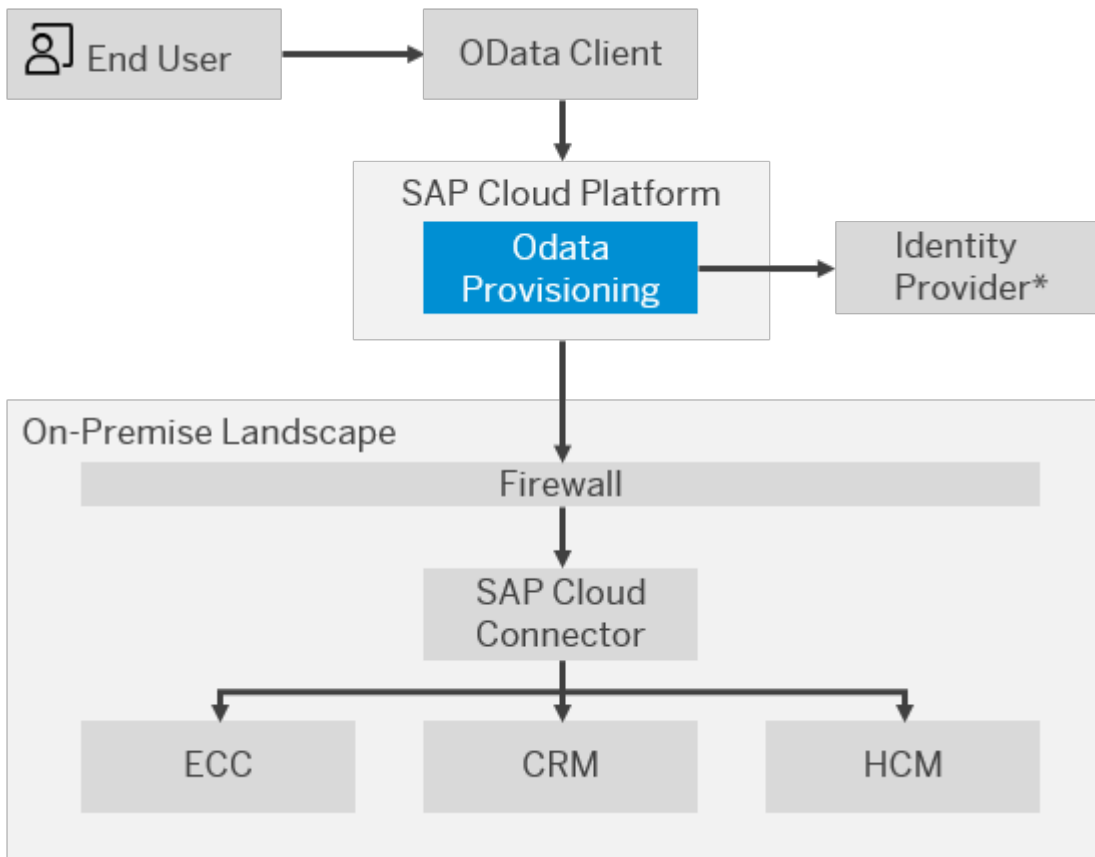 End User
OData Client
SAP Cloud Platform
Odata
Provisioning
Identity
Provider*
On-Premise Landscape
Firewall
SAP Cloud
Connector
ECC
CRM
HCM